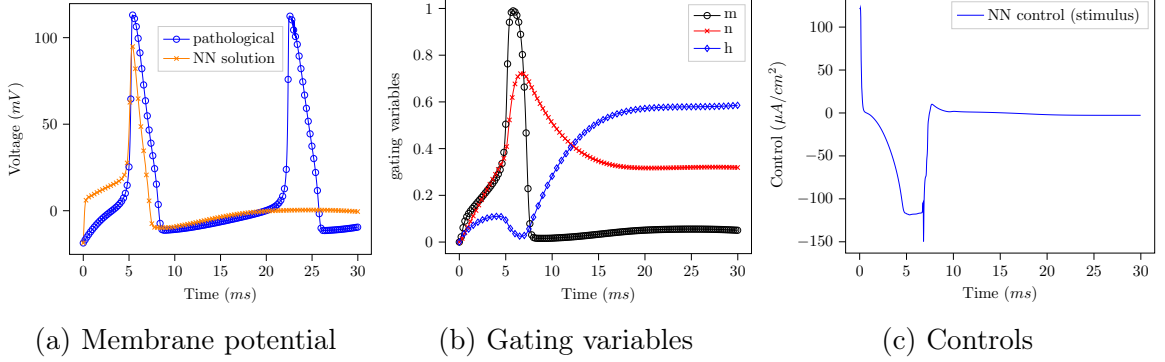 100
50
0
Voltage (mV)
0 5 10 15 20 25 30
Time (ms)
pathological
NN solution
1
0.8
0.6
0.4
0.2
0
gating variables
0 5 10 15 20 25 30
Time (ms)
m
n
h
100
50
0
−50
−100
−150
Control (μA/cm²)
0 5 10 15 20 25 30
Time (ms)
NN control (stimulus)
(a) Membrane potential
(b) Gating variables
(c) Controls